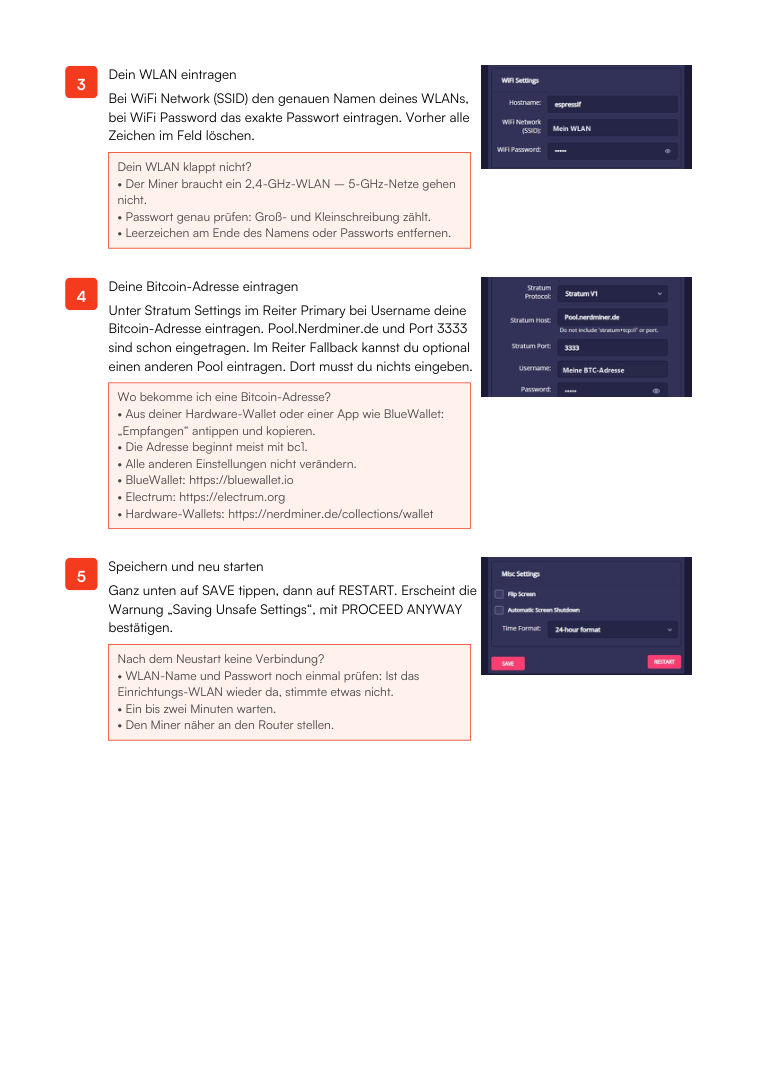 3
Dein WLAN eintragen
Bei WiFi Network (SSID) den genauen Namen deines WLANs,
bei WiFi Password das exakte Passwort eintragen. Vorher alle
Zeichen im Feld löschen.
Dein WLAN klappt nicht?
• Der Miner braucht ein 2,4-GHz-WLAN – 5-GHz-Netze gehen
nicht.
• Passwort genau prüfen: Groß- und Kleinschreibung zählt.
• Leerzeichen am Ende des Namens oder Passworts entfernen.
WiFi Settings
Hostname: espressif
WiFi Network
(SSID): Mein WLAN
WiFi Password: •••••
4
Deine Bitcoin-Adresse eintragen
Unter Stratum Settings im Reiter Primary bei Username deine
Bitcoin-Adresse eintragen. Pool.Nerdminer.de und Port 3333
sind schon eingetragen. Im Reiter Fallback kannst du optional
einen anderen Pool eintragen. Dort musst du nichts eingeben.
Wo bekomme ich eine Bitcoin-Adresse?
• Aus deiner Hardware-Wallet oder einer App wie BlueWallet:
„Empfangen“ antippen und kopieren.
• Die Adresse beginnt meist mit bc1.
• Alle anderen Einstellungen nicht verändern.
• BlueWallet: https://bluewallet.io
• Electrum: https://electrum.org
• Hardware-Wallets: https://nerdminer.de/collections/wallet
Stratum
Protocol: Stratum V1
Stratum Host: Pool.nerdminer.de
Do not include 'stratum+tcp://' or port.
Stratum Port: 3333
Username: Meine BTC-Adresse
Password: •••••
5
Speichern und neu starten
Ganz unten auf SAVE tippen, dann auf RESTART. Erscheint die
Warnung „Saving Unsafe Settings“, mit PROCEED ANYWAY
bestätigen.
Nach dem Neustart keine Verbindung?
• WLAN-Name und Passwort noch einmal prüfen: Ist das
Einrichtungs-WLAN wieder da, stimmte etwas nicht.
• Ein bis zwei Minuten warten.
• Den Miner näher an den Router stellen.
Misc Settings
Flip Screen
Automatic Screen Shutdown
Time Format: 24-hour format
SAVE RESTART